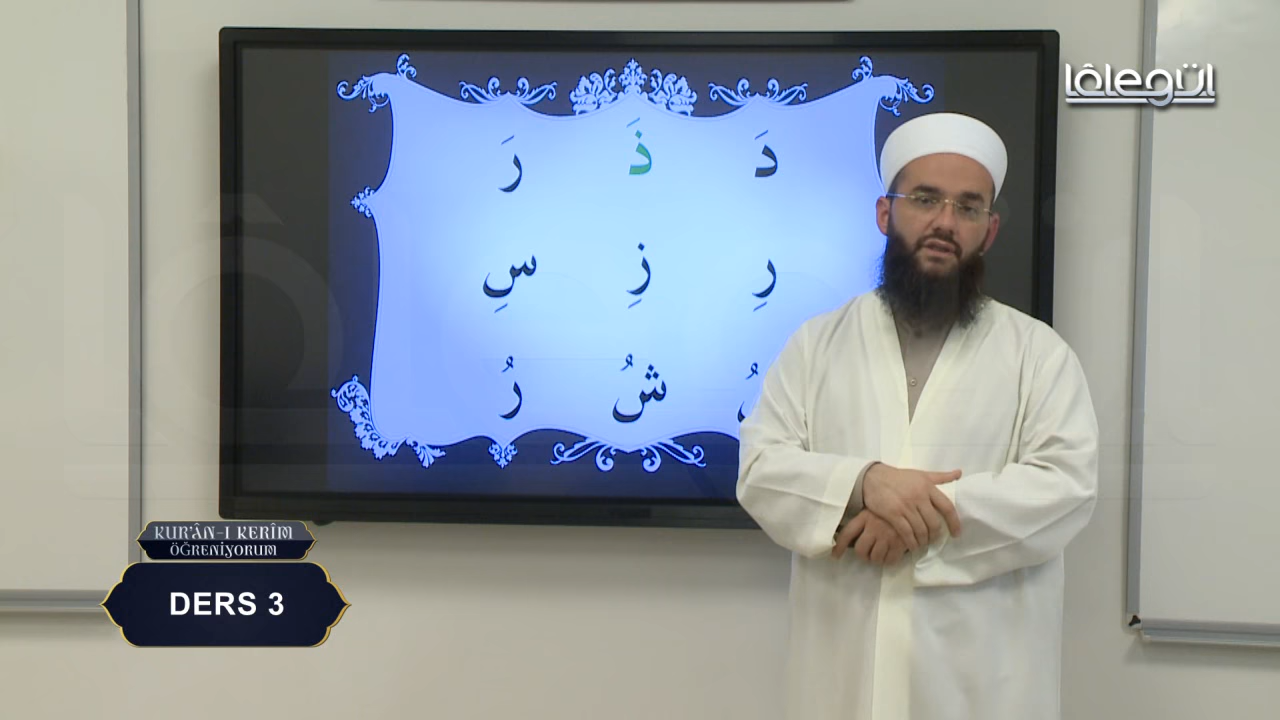 Lâlegül
دَ ذَ رَ
رِ زِ سِ
شُ رُ
KUR'ÂN-I KERÎM
ÖĞRENİYORUM
DERS 3